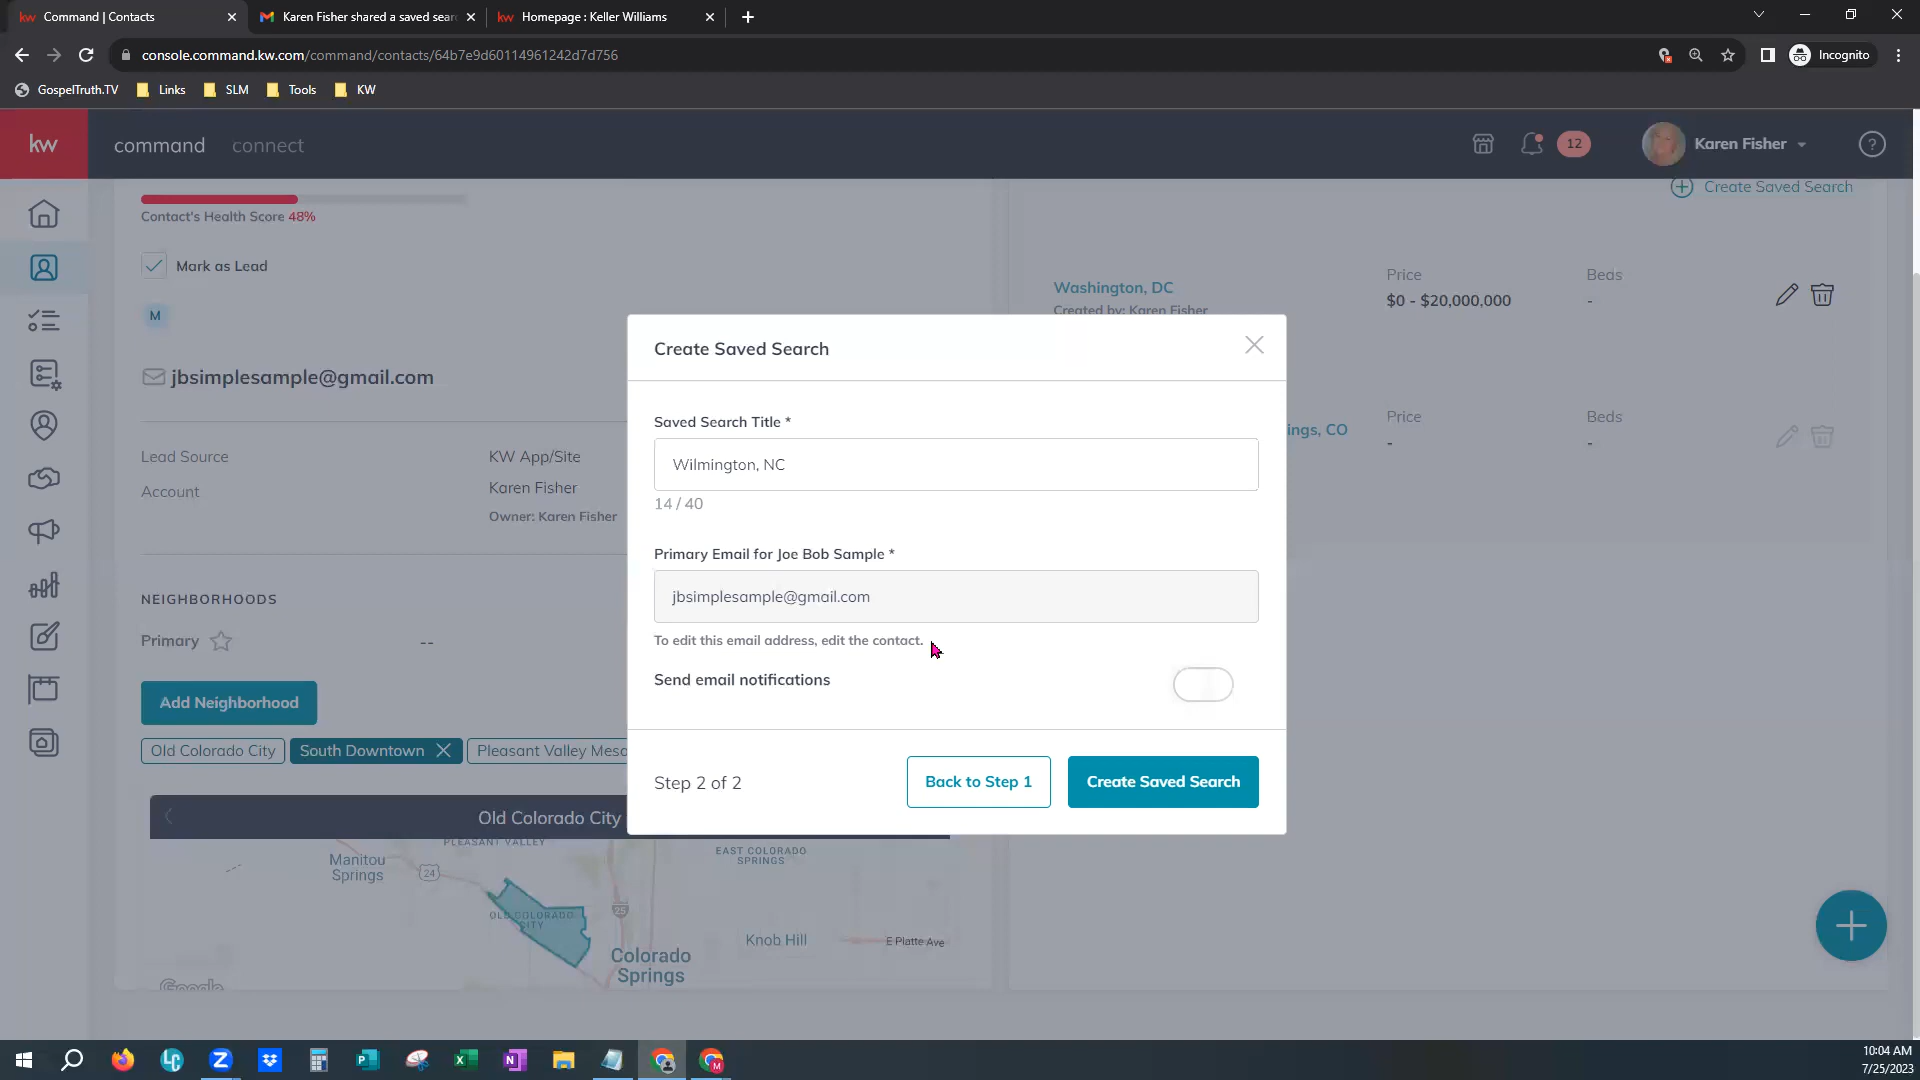 kw Command | Contacts
Karen Fisher shared a saved sear
kw Homepage : Keller Williams
console.command.kw.com/command/contacts/64b7e9d60114961242d7d756
Incognito
GospelTruth.TV
Links
SLM
Tools
KW
kw
command
connect
12
Karen Fisher
?
Contact's Health Score 48%
Create Saved Search
Mark as Lead
M
jbsimplesample@gmail.com
Lead Source
KW App/Site
Account
Karen Fisher
Owner: Karen Fisher
NEIGHBORHOODS
Primary
--
Add Neighborhood
Old Colorado City
South Downtown
Pleasant Valley Mesa
Old Colorado City
PLEASANT VALLEY
Manitou
Springs
24
OLD COLORADO
CITY
25
EAST COLORADO
SPRINGS
Knob Hill
E Platte Ave
Colorado
Springs
Google
Washington, DC
Created by: Karen Fisher
Price
$0 - $20,000,000
Beds
-
ings, CO
Price
-
Beds
-
Create Saved Search
Saved Search Title *
Wilmington, NC
14 / 40
Primary Email for Joe Bob Sample *
jbsimplesample@gmail.com
To edit this email address, edit the contact.
Send email notifications
Step 2 of 2
Back to Step 1
Create Saved Search
10:04 AM
7/25/2023